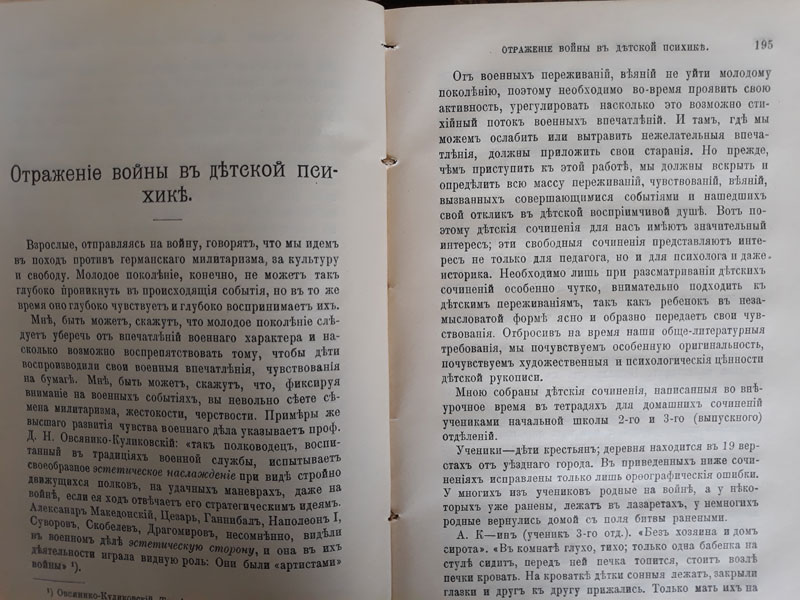 Отраженіе войны въ дѣтской пси-
хикѣ.
Взрослые, отправляясь на войну, говорятъ, что мы идемъ
въ походъ противъ германскаго милитаризма, за культуру
и свободу. Молодое поколѣніе, конечно, не можетъ такъ
глубоко проникнуть въ происходящія событія, но въ то же
время оно глубоко чувствуетъ и глубоко воспринимаетъ ихъ.
Мнѣ, быть можетъ, скажутъ, что молодое поколѣніе слѣ-
дуетъ уберечь отъ впечатлѣній военнаго характера и на-
сколько возможно воспрепятствовать тому, чтобы дѣти
воспроизводили свои военныя впечатлѣнія, чувствованія
на бумагѣ. Мнѣ, быть можетъ, скажутъ, что, фиксируя
вниманіе на военныхъ событіяхъ, вы невольно сѣете сѣ-
мена милитаризма, жестокости, черствости. Примѣры же
высшаго развитія чувства военнаго дѣла указываетъ проф.
Д. Н. Овсянико-Куликовскій: «такъ полководецъ, воспи-
танный въ традиціяхъ военной службы, испытываетъ
своеобразное эстетическое наслажденіе при видѣ стройно
движущихся полковъ, на удачныхъ маневрахъ, даже на
войнѣ, если ея ходъ отвѣчаетъ его стратегическимъ идеямъ.
Александръ Македонскій, Цезарь, Ганнибалъ, Наполеонъ I,
Суворовъ, Скобелевъ, Драгомировъ, несомнѣнно, видѣли
въ военномъ дѣлѣ эстетическую сторону, и она въ ихъ
дѣятельности играла видную роль: Они были «артистами»
войны» ¹).
¹) Овсянико-Куликовскій
ОТРАЖЕНІЕ ВОЙНЫ ВЪ ДѢТСКОЙ ПСИХИКѢ. 195
Отъ военныхъ переживаній, вѣяній не уйти молодому
поколѣнію, поэтому необходимо во-время проявить свою
активность, урегулировать насколько это возможно сти-
хійный потокъ военныхъ впечатлѣній. И тамъ, гдѣ мы
можемъ ослабить или вытравить нежелательныя впеча-
тлѣнія, должны приложить свои старанія. Но прежде,
чѣмъ приступить къ этой работѣ, мы должны вскрыть и
опредѣлить всю массу переживаній, чувствованій, вѣяній,
вызванныхъ совершающимися событіями и нашедшихъ
свой откликъ въ дѣтской воспріимчивой душѣ. Вотъ по-
этому дѣтскія сочиненія для насъ имѣютъ значительный
интересъ; эти свободныя сочиненія представляютъ инте-
ресъ не только для педагога, но и для психолога и даже
историка. Необходимо лишь при разсматриваніи дѣтскихъ
сочиненій особенно чутко, внимательно подходить къ
дѣтскимъ переживаніямъ, такъ какъ ребенокъ въ неза-
мысловатой формѣ ясно и образно передаетъ свои чув-
ствованія. Отбросивъ на время наши обще-литературныя
требованія, мы почувствуемъ особенную оригинальность,
почувствуемъ художественныя и психологическія цѣнности
дѣтской рукописи.
Мною собраны дѣтскія сочиненія, написанныя во внѣ-
урочное время въ тетрадяхъ для домашнихъ сочиненій
учениками начальной школы 2-го и 3-го (выпускного)
отдѣленій.
Ученики—дѣти крестьянъ; деревня находится въ 19 вер-
стахъ отъ уѣзднаго города. Въ приведенныхъ ниже сочи-
неніяхъ исправлены только лишь орѳографическія ошибки.
У многихъ изъ учениковъ родные на войнѣ, а у нѣко-
торыхъ уже ранены, лежатъ въ лазаретахъ, у немногихъ
родные вернулись домой съ поля битвы ранеными.
А. К—инъ (ученикъ 3-го отд.). «Безъ хозяина и домъ
сирота». «Въ комнатѣ глухо, тихо; только одна бабенка на
стулѣ сидитъ, передъ ней печка топится, стоитъ возлѣ
печки кровать. На кроваткѣ дѣтки сонныя лежатъ, закрыли
глазки и другъ къ другу прижались. Только мать ихъ на